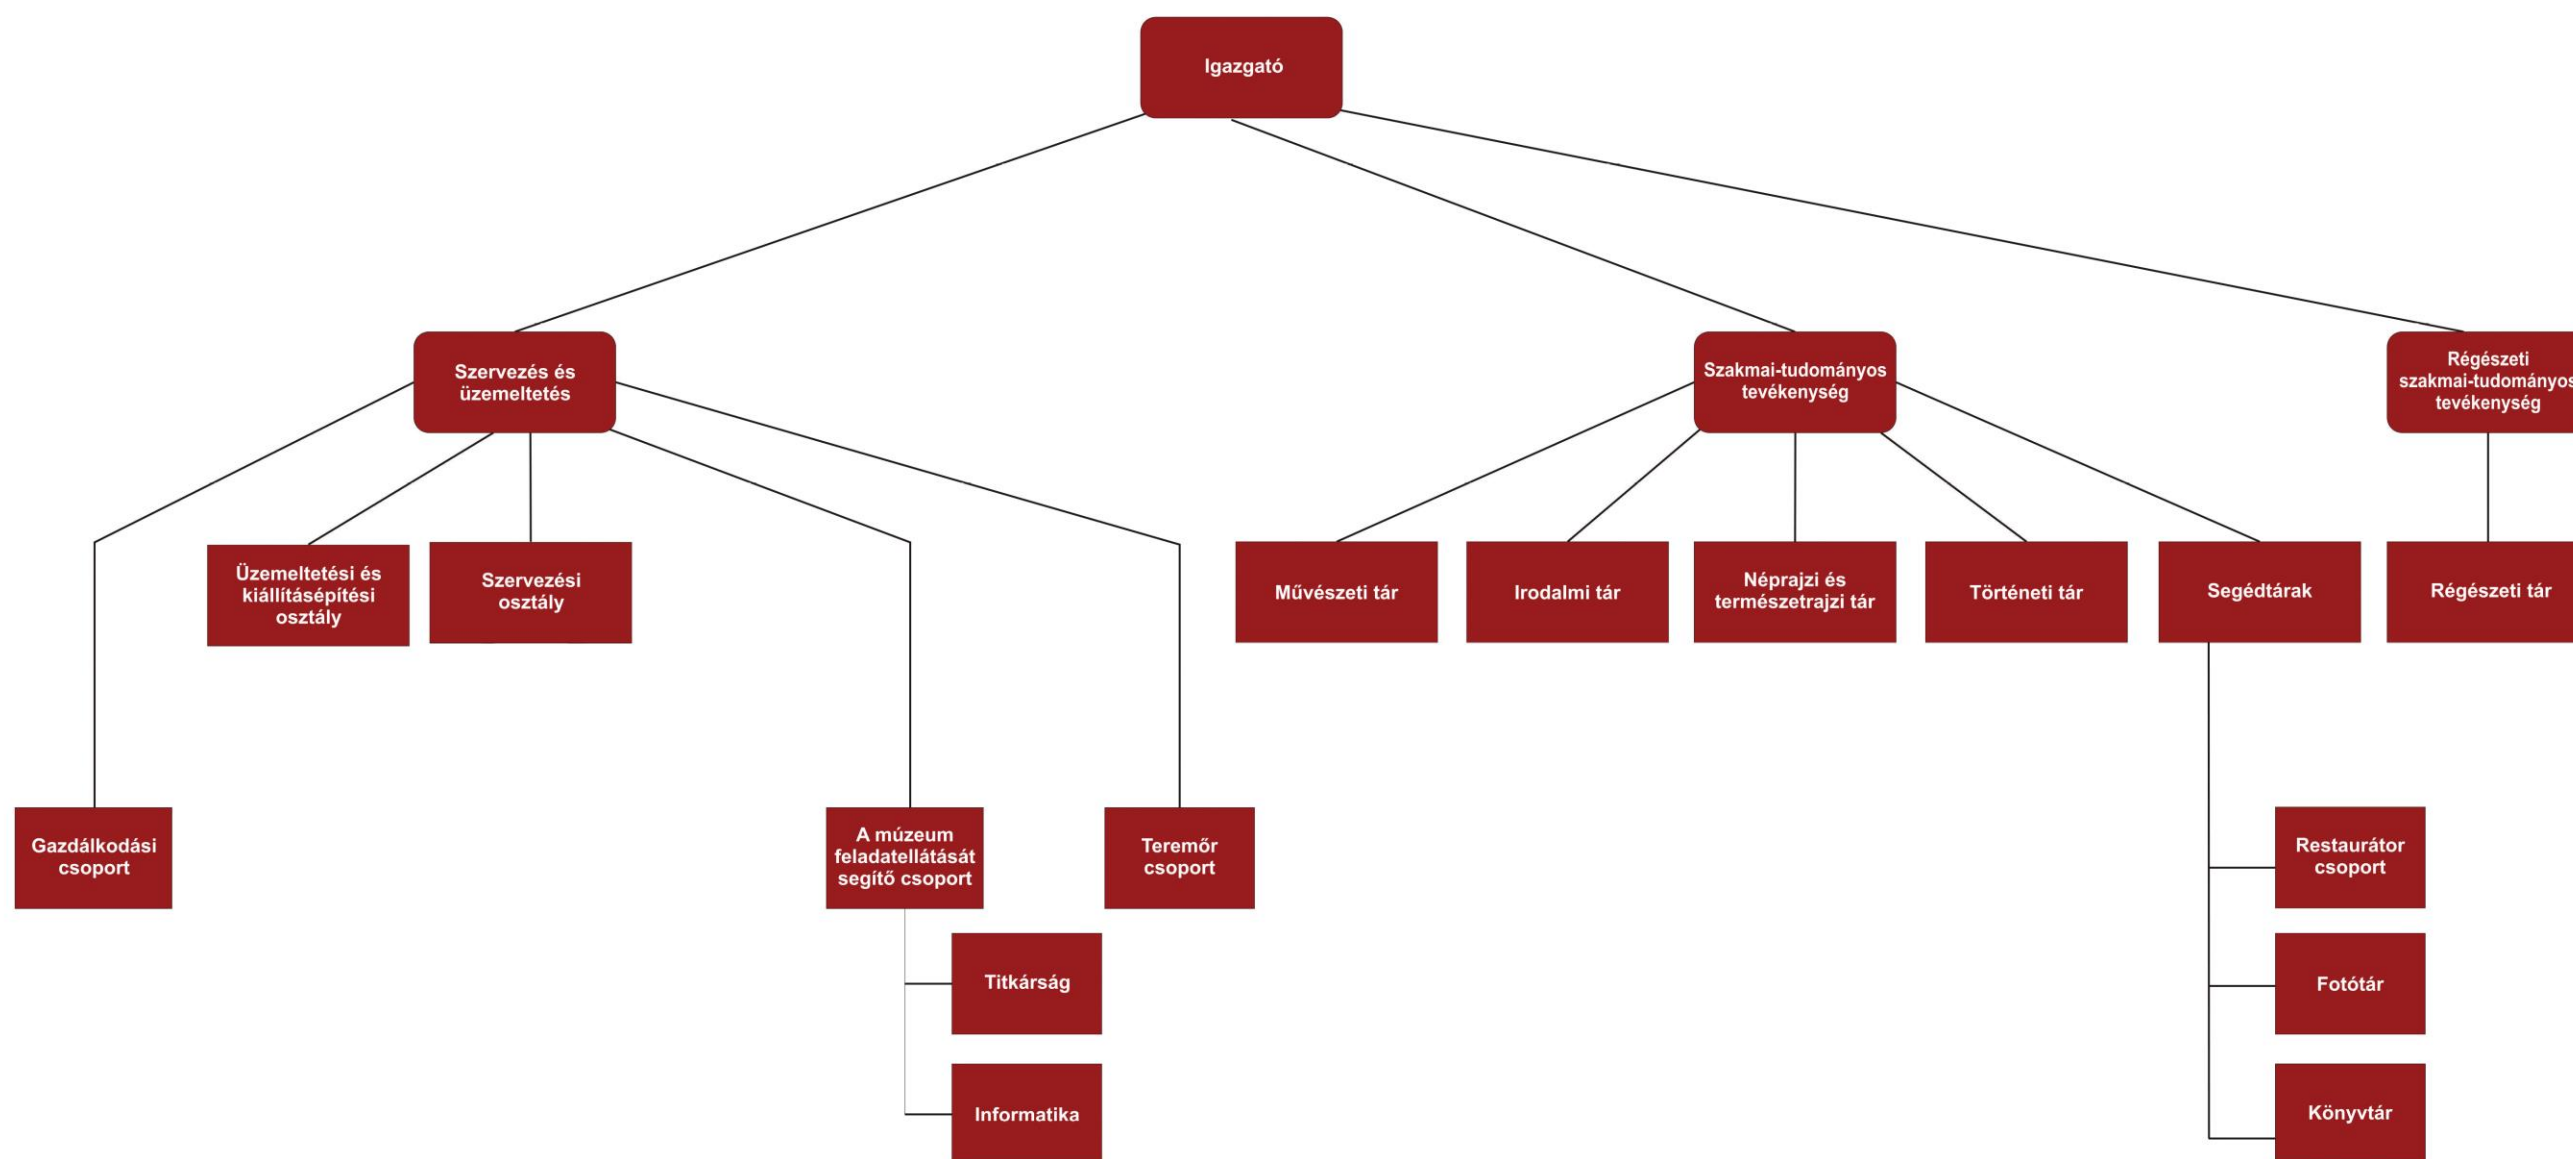 Igazgató
Szervezés és
üzemeltetés
Szakmai-tudományos
tevékenység
Régészeti
szakmai-tudományos
tevékenység
Üzemeltetési és
kiállításépítési
osztály
Szervezési
osztály
Művészeti tár
Irodalmi tár
Néprajzi és
természetrajzi tár
Történeti tár
Segédtárak
Régészeti tár
Gazdálkodási
csoport
A múzeum
feladatellátását
segítő csoport
Teremőr
csoport
Restaurátor
csoport
Titkárság
Fotótár
Informatika
Könyvtár